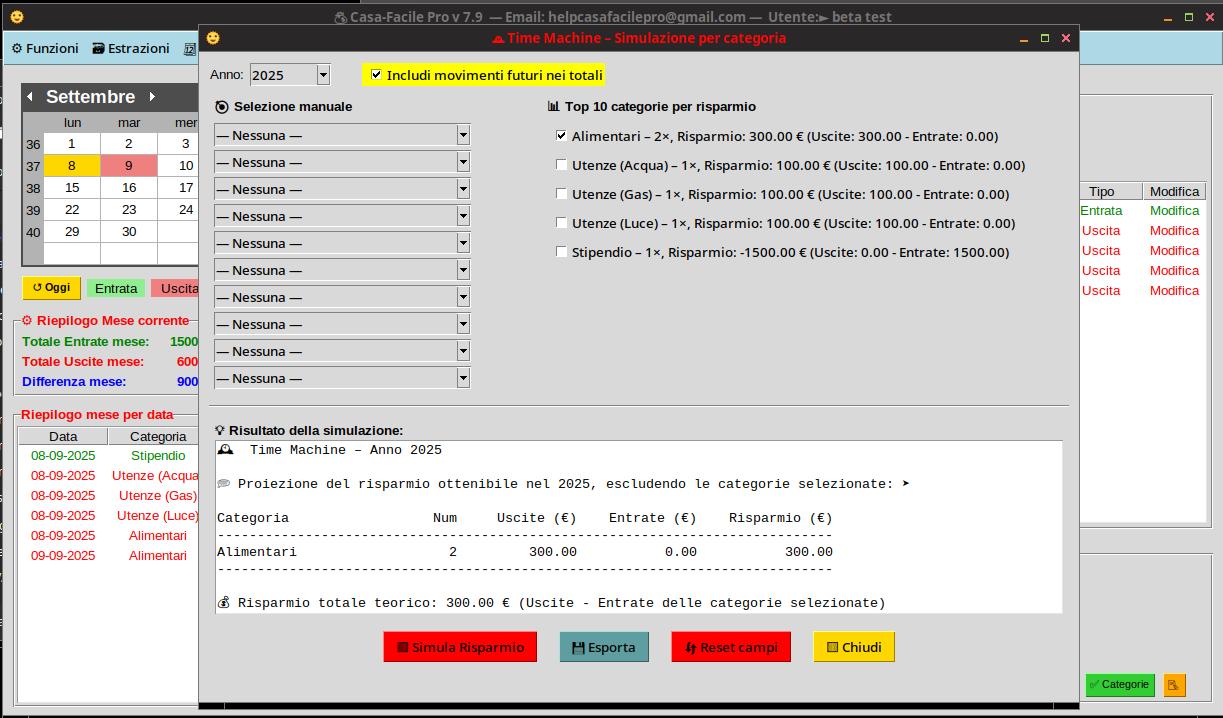 Casa-Facile Pro v 7.9 — Email: helpcasafacilepro@gmail.com — Utente:► beta test
Funzioni Estrazioni
Time Machine – Simulazione per categoria
Anno: 2025 Includi movimenti futuri nei totali
Selezione manuale
— Nessuna —
— Nessuna —
— Nessuna —
— Nessuna —
— Nessuna —
— Nessuna —
— Nessuna —
— Nessuna —
— Nessuna —
— Nessuna —
Top 10 categorie per risparmio
Alimentari – 2×, Risparmio: 300.00 € (Uscite: 300.00 - Entrate: 0.00)
Utenze (Acqua) – 1×, Risparmio: 100.00 € (Uscite: 100.00 - Entrate: 0.00)
Utenze (Gas) – 1×, Risparmio: 100.00 € (Uscite: 100.00 - Entrate: 0.00)
Utenze (Luce) – 1×, Risparmio: 100.00 € (Uscite: 100.00 - Entrate: 0.00)
Stipendio – 1×, Risparmio: -1500.00 € (Uscite: 0.00 - Entrate: 1500.00)
Risultato della simulazione:
Time Machine – Anno 2025
Proiezione del risparmio ottenibile nel 2025, escludendo le categorie selezionate: ➤
Categoria Num Uscite (€) Entrate (€) Risparmio (€)
-----------------------------------------------------------------------------
Alimentari 2 300.00 0.00 300.00
-----------------------------------------------------------------------------
Risparmio totale teorico: 300.00 € (Uscite - Entrate delle categorie selezionate)
Simula Risparmio Esporta Reset campi Chiudi
Settembre
lun mar mer
36 1 2 3
37 8 9 10
38 15 16 17
39 22 23 24
40 29 30
Oggi Entrata Uscita
Riepilogo Mese corrente
Totale Entrate mese: 1500
Totale Uscite mese: 600
Differenza mese: 900
Riepilogo mese per data
Data Categoria
08-09-2025 Stipendio
08-09-2025 Utenze (Acqua
08-09-2025 Utenze (Gas)
08-09-2025 Utenze (Luce)
08-09-2025 Alimentari
09-09-2025 Alimentari
Tipo Modifica
Entrata Modifica
Uscita Modifica
Uscita Modifica
Uscita Modifica
Uscita Modifica
Categorie